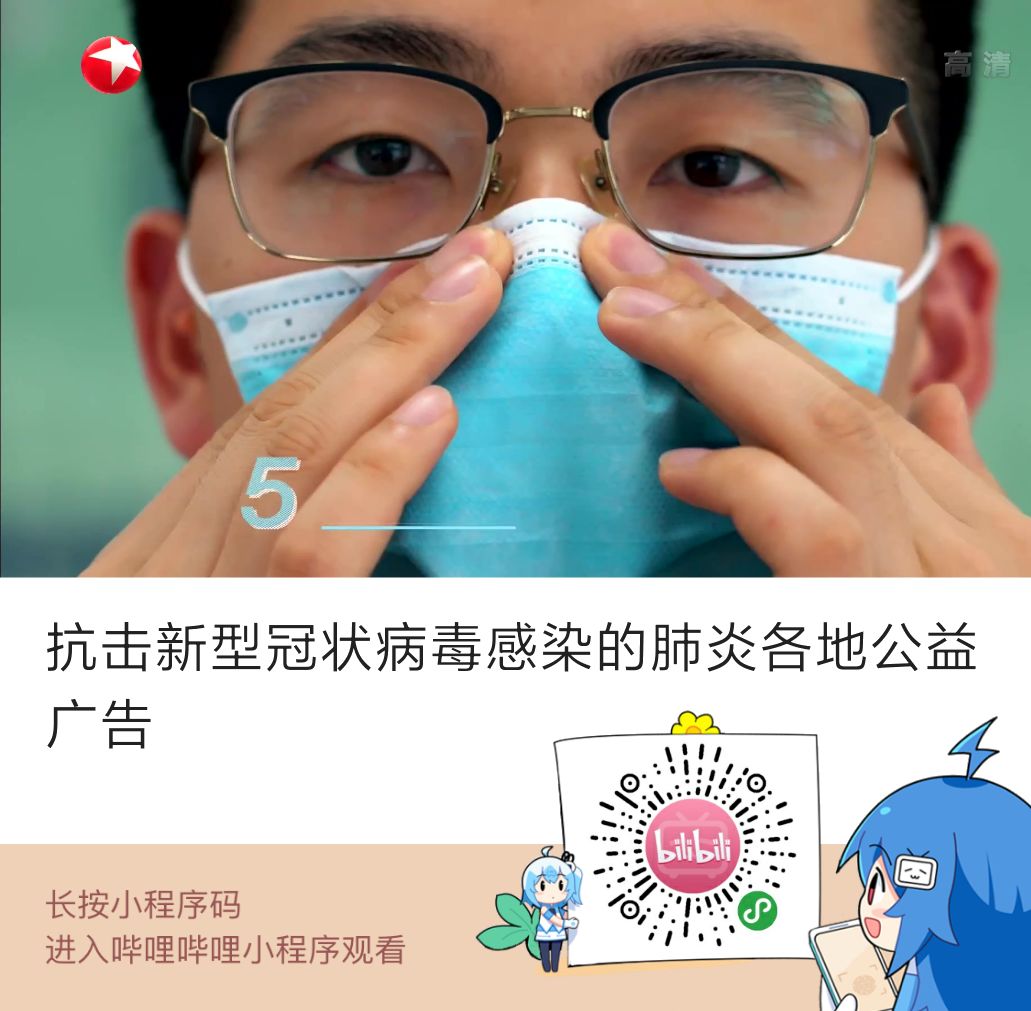 高清
5
抗击新型冠状病毒感染的肺炎各地公益
广告
bilibili
长按小程序码
进入哔哩哔哩小程序观看